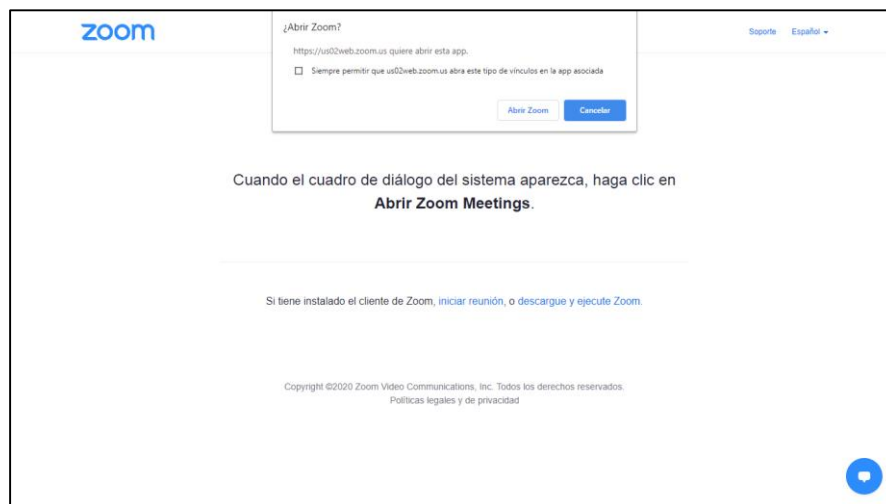 zoom
¿Abrir Zoom?
https://us02web.zoom.us quiere abrir esta app.
Siempre permitir que us02web.zoom.us abra este tipo de vínculos en la app asociada
Abrir Zoom
Cancelar
Soporte
Español
Cuando el cuadro de diálogo del sistema aparezca, haga clic en
Abrir Zoom Meetings.
Si tiene instalado el cliente de Zoom, iniciar reunión, o descargue y ejecute Zoom.
Copyright ©2020 Zoom Video Communications, Inc. Todos los derechos reservados.
Políticas legales y de privacidad